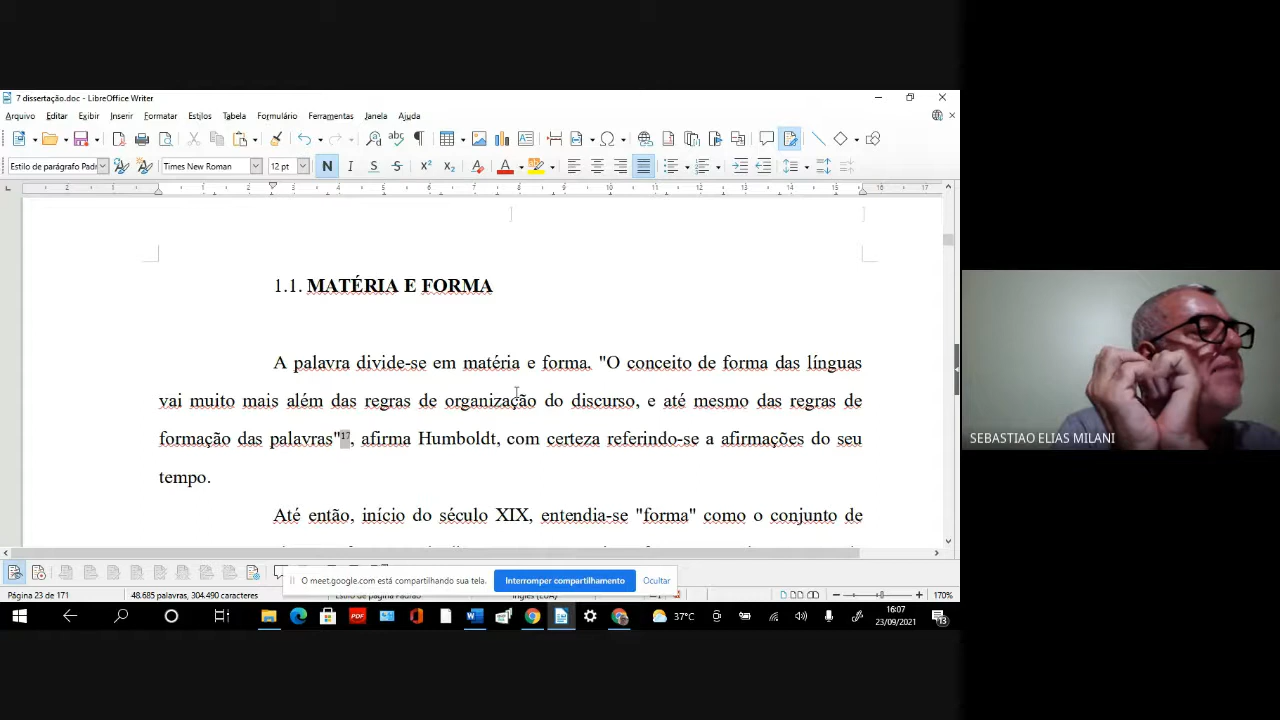 7 dissertação.doc - LibreOffice Writer
Arquivo Editar Exibir Inserir Formatar Estilos Tabela Formulário Ferramentas Janela Ajuda
Times New Roman 12 pt
1.1. MATÉRIA E FORMA
A palavra divide-se em matéria e forma. "O conceito de forma das línguas
vai muito mais além das regras de organização do discurso, e até mesmo das regras de
formação das palavras"17, afirma Humboldt, com certeza referindo-se a afirmações do seu
tempo.
Até então, início do século XIX, entendia-se "forma" como o conjunto de
SEBASTIAO ELIAS MILANI
O meet.google.com está compartilhando sua tela. Interromper compartilhamento Ocultar
Página 23 de 171 48.685 palavras, 304.490 caracteres 170%
37°C 16:07
23/09/2021